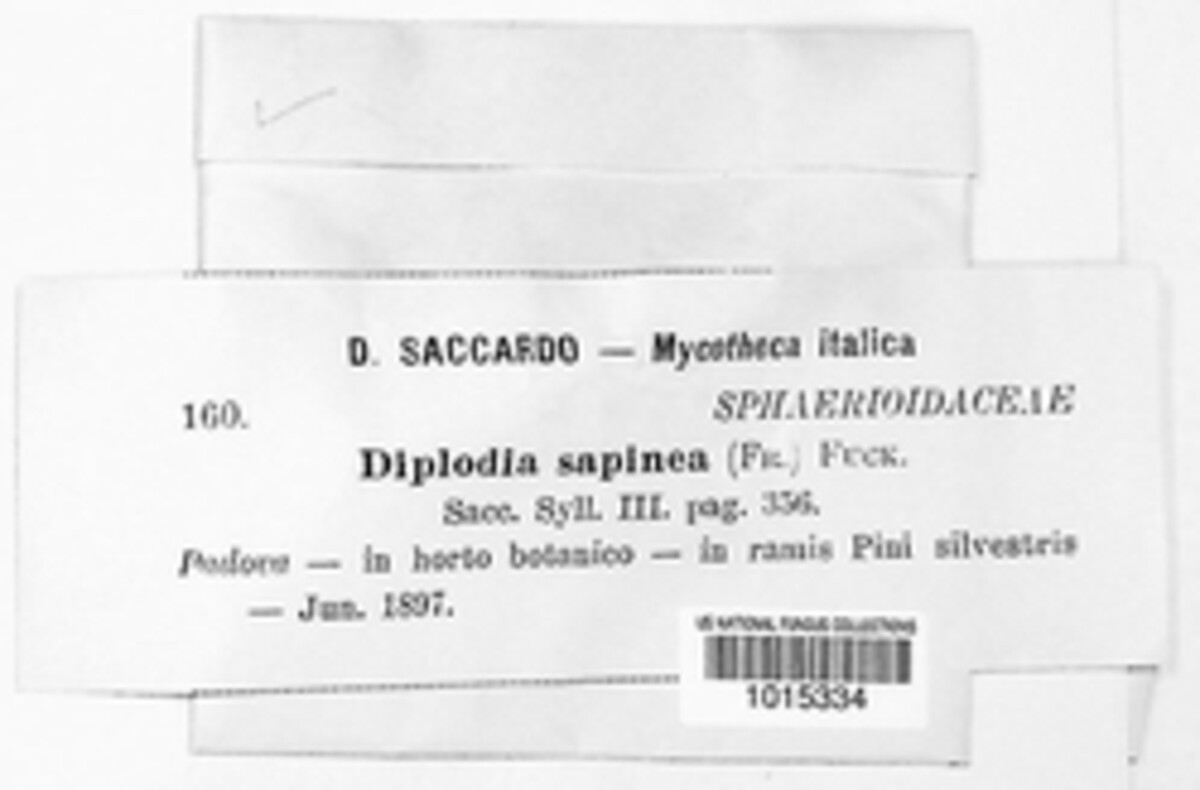 D. SACCARDO — Mycotheca italica
160.
SPHAERIOIDACEAE
Diplodia sapinea (FR.) FUCK.
Sacc. Syll. III. pag. 356.
Padova — in horto botanico — in ramis Pini silvestris
— Jun. 1897.
US NATIONAL FUNGUS COLLECTIONS
1015334